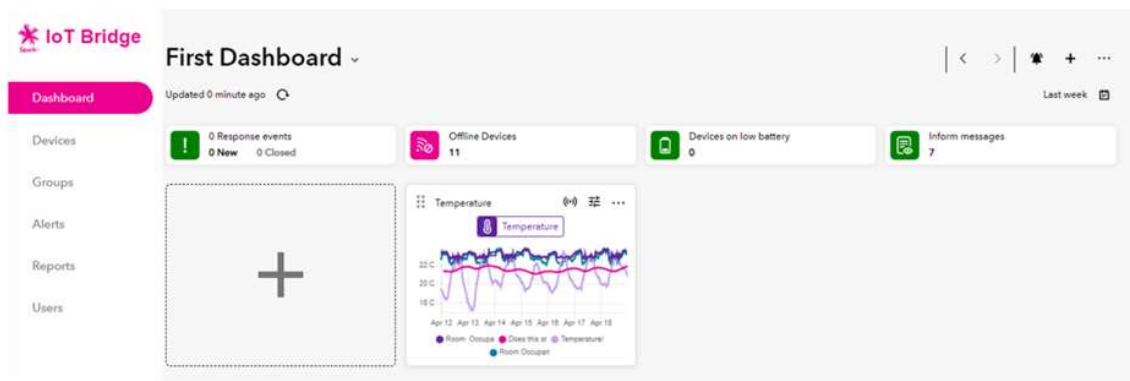 IoT Bridge
Spark
First Dashboard
Dashboard
Updated 0 minute ago
Last week
Devices
0 Response events
0 New 0 Closed
Offline Devices
11
Devices on low battery
0
Inform messages
7
Groups
Alerts
Reports
Users
Temperature
Temperature
22 C
20 C
18 C
Apr 12 Apr 13 Apr 14 Apr 15 Apr 16 Apr 17 Apr 18
Room Occupa Does this st Temperature/
Room Occupan